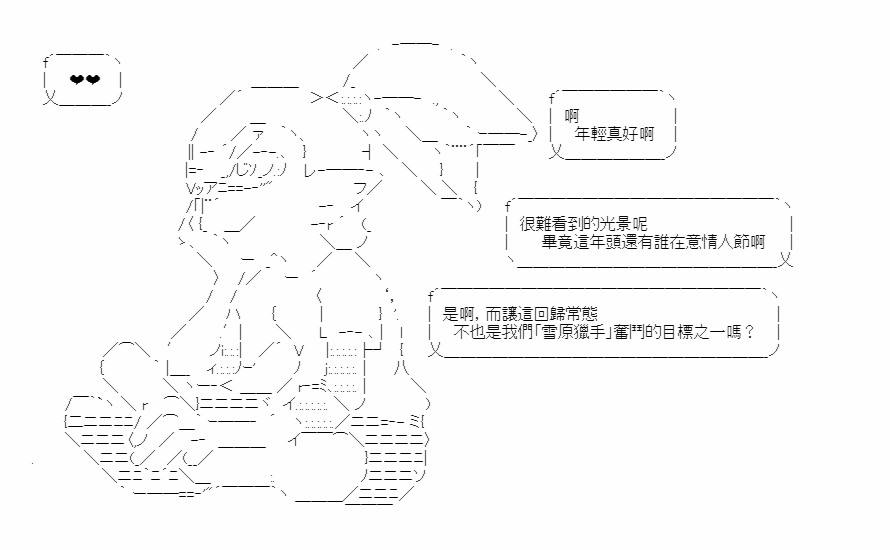 ❤❤
啊
年輕真好啊
很難看到的光景呢
畢竟這年頭還有誰在意情人節啊
是啊,而讓這回歸常態
不也是我們「雪原獵手」奮鬥的目標之一嗎?